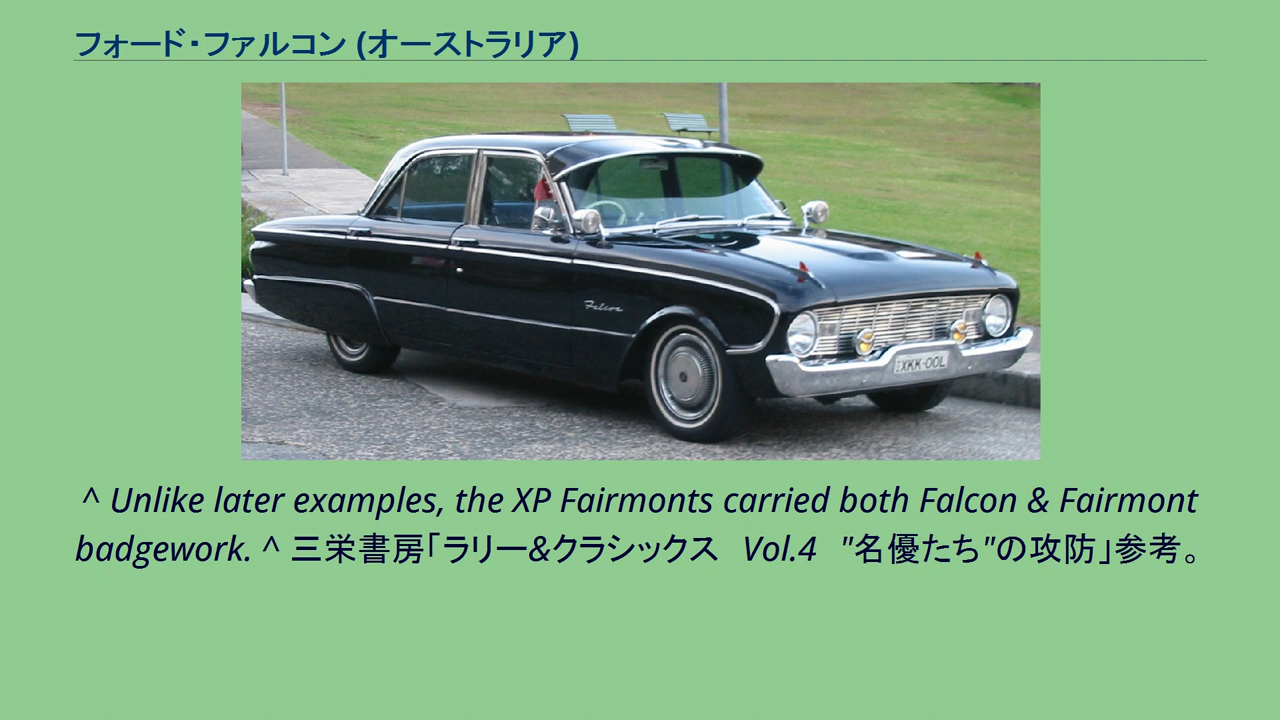 フォード・ファルコン (オーストラリア)
Falcon
XKK·00L
^ Unlike later examples, the XP Fairmonts carried both Falcon & Fairmont
badgework. ^ 三栄書房「ラリー&クラシックス Vol.4 "名優たち"の攻防」参考。